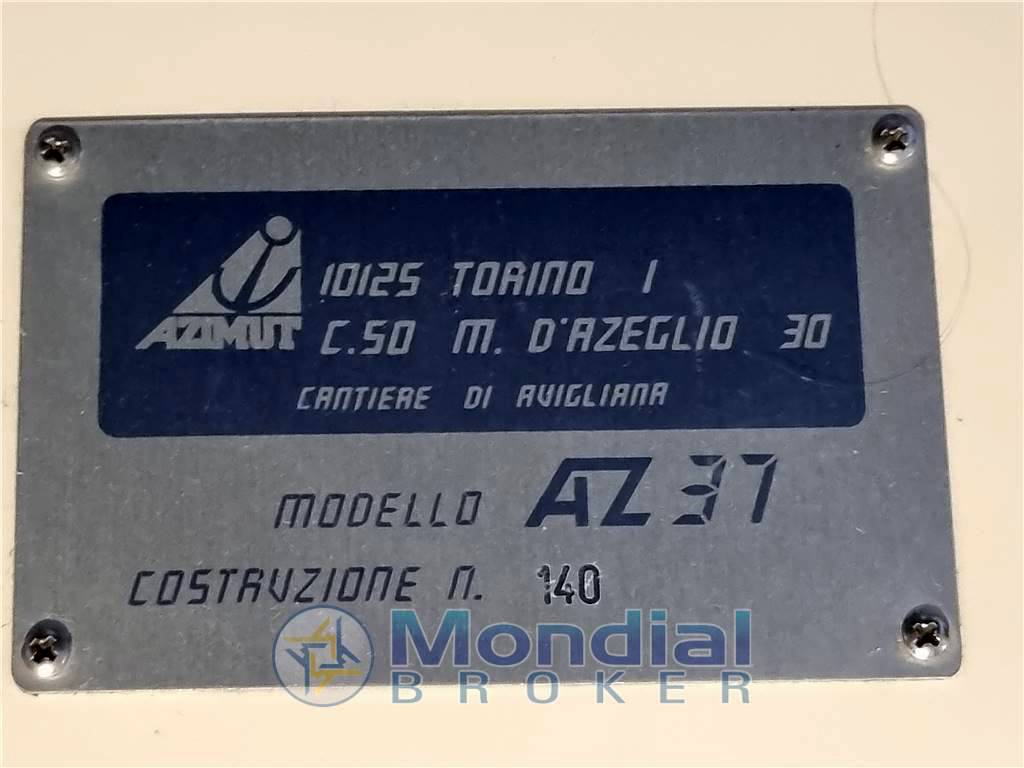 AZIMUT
10125 TORINO I
C.SO M. D'AZEGLIO 30
CANTIERE DI AVIGLIANA
MODELLO AZ 37
COSTRUZIONE N. 140
Mondial
BROKER